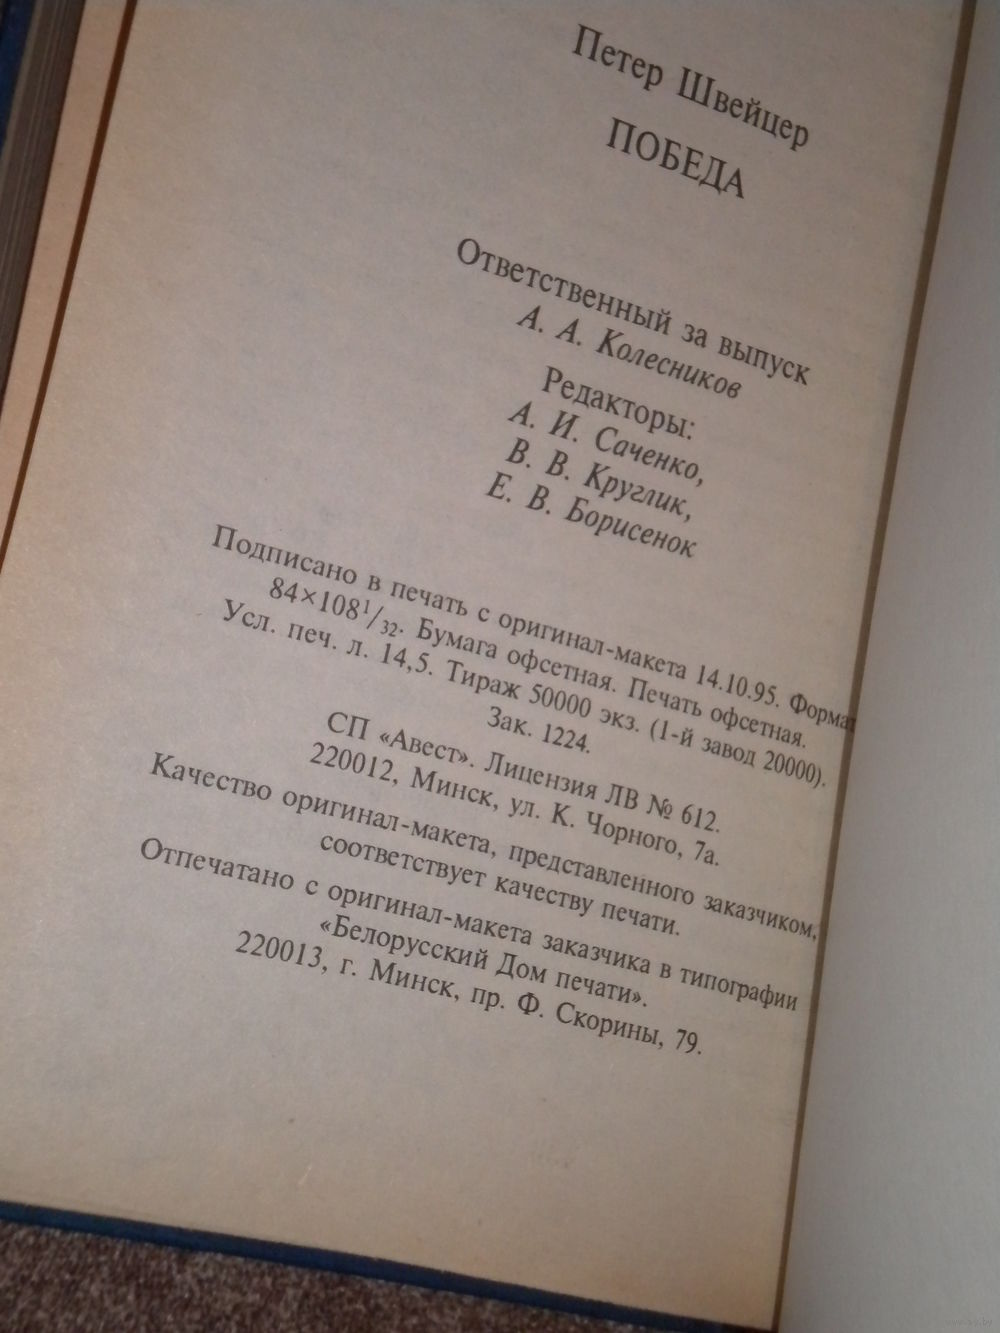 Петер Швейцер
ПОБЕДА
Ответственный за выпуск
А. А. Колесников
Редакторы:
А. И. Саченко,
В. В. Круглик,
Е. В. Борисенок
Подписано в печать с оригинал-макета 14.10.95. Формат
84×108¹/₃₂. Бумага офсетная. Печать офсетная.
Усл. печ. л. 14,5. Тираж 50000 экз. (1-й завод 20000).
Зак. 1224.
СП «Авест». Лицензия ЛВ № 612.
220012, Минск, ул. К. Чорного, 7а.
Качество оригинал-макета, представленного заказчиком,
соответствует качеству печати.
Отпечатано с оригинал-макета заказчика в типографии
«Белорусский Дом печати».
220013, г. Минск, пр. Ф. Скорины, 79.